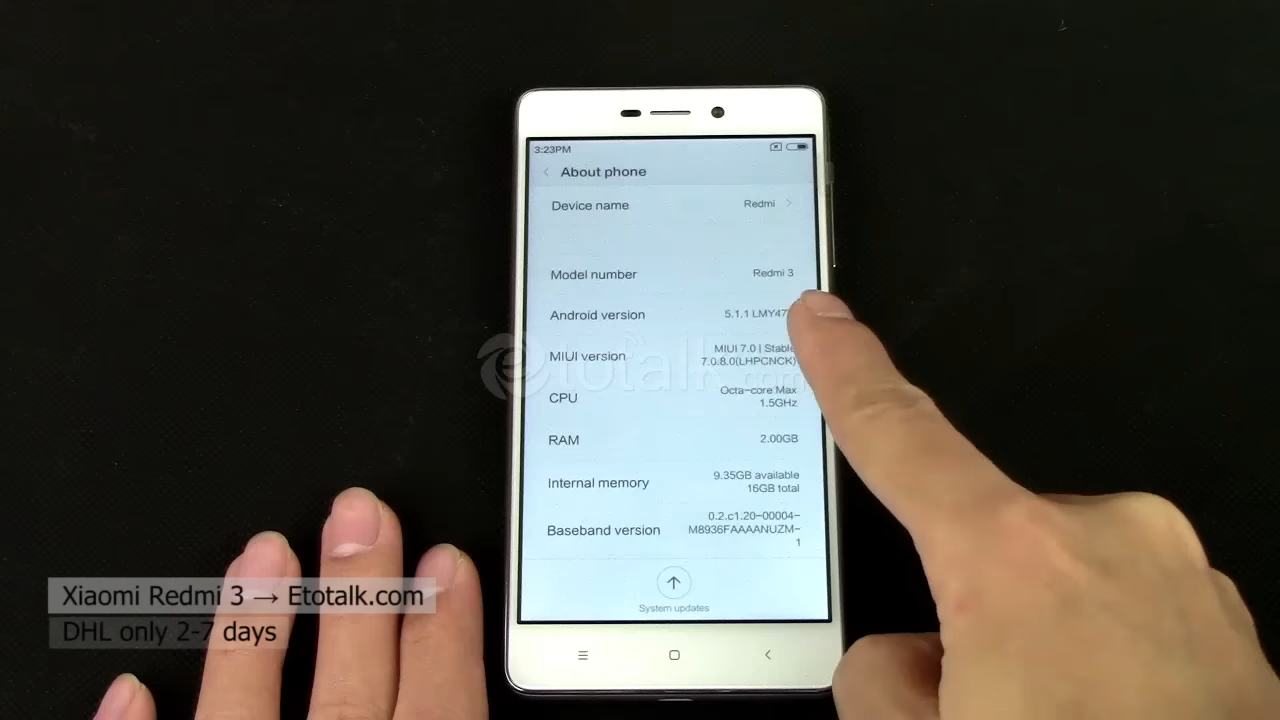 3:23PM
About phone
Device name Redmi
Model number Redmi 3
Android version 5.1.1
MIUI version MIUI 7.0 | Stable
7.0.8.0(LHPCNCK)
etotalk.com
CPU Octa-core Max
1.5GHz
RAM 2.00GB
Internal memory 9.35GB available
16GB total
Baseband version 0.2.c1.20-00004-
M8936FAAAANUZM-
1
System updates
Xiaomi Redmi 3 → Etotalk.com
DHL only 2-7 days